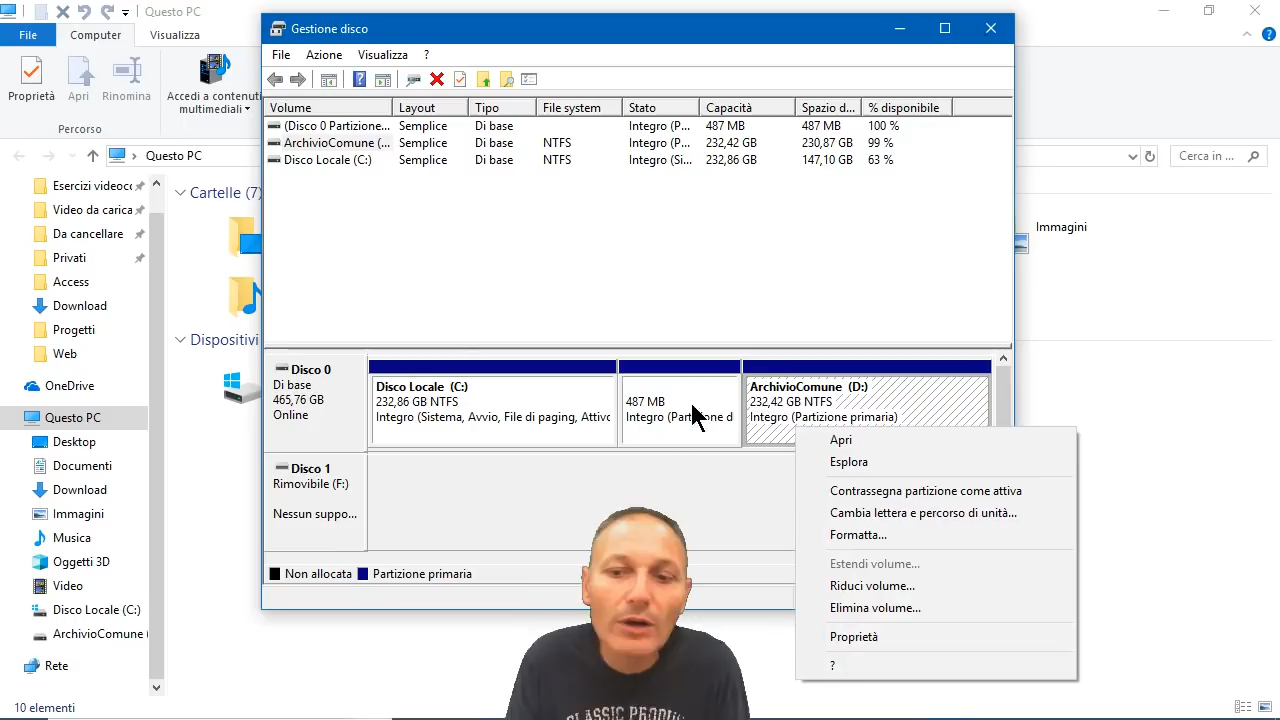 Questo PC
File
Computer
Visualizza
Proprietà
Apri
Rinomina
Accedi a contenuti
multimediali
Percorso
Questo PC
Cerca in ...
Esercizi videocc
Video da carica
Da cancellare
Privati
Access
Download
Progetti
Web
OneDrive
Questo PC
Desktop
Documenti
Download
Immagini
Musica
Oggetti 3D
Video
Disco Locale (C:)
ArchivioComune (
Rete
10 elementi
Cartelle (7)
Dispositivi
Immagini
Gestione disco
File Azione Visualizza ?
Volume Layout Tipo File system Stato Capacità Spazio d... % disponibile
(Disco 0 Partizione... Semplice Di base Integro (P... 487 MB 487 MB 100 %
ArchivioComune (... Semplice Di base NTFS Integro (P... 232,42 GB 230,87 GB 99 %
Disco Locale (C:) Semplice Di base NTFS Integro (Si... 232,86 GB 147,10 GB 63 %
Disco 0
Di base
465,76 GB
Online
Disco Locale (C:)
232,86 GB NTFS
Integro (Sistema, Avvio, File di paging, Attivo
487 MB
Integro (Partizione d
ArchivioComune (D:)
232,42 GB NTFS
Integro (Partizione primaria)
Disco 1
Rimovibile (F:)
Nessun suppo...
Non allocata
Partizione primaria
Apri
Esplora
Contrassegna partizione come attiva
Cambia lettera e percorso di unità...
Formatta...
Estendi volume...
Riduci volume...
Elimina volume...
Proprietà
?
CLASSIC PRODU